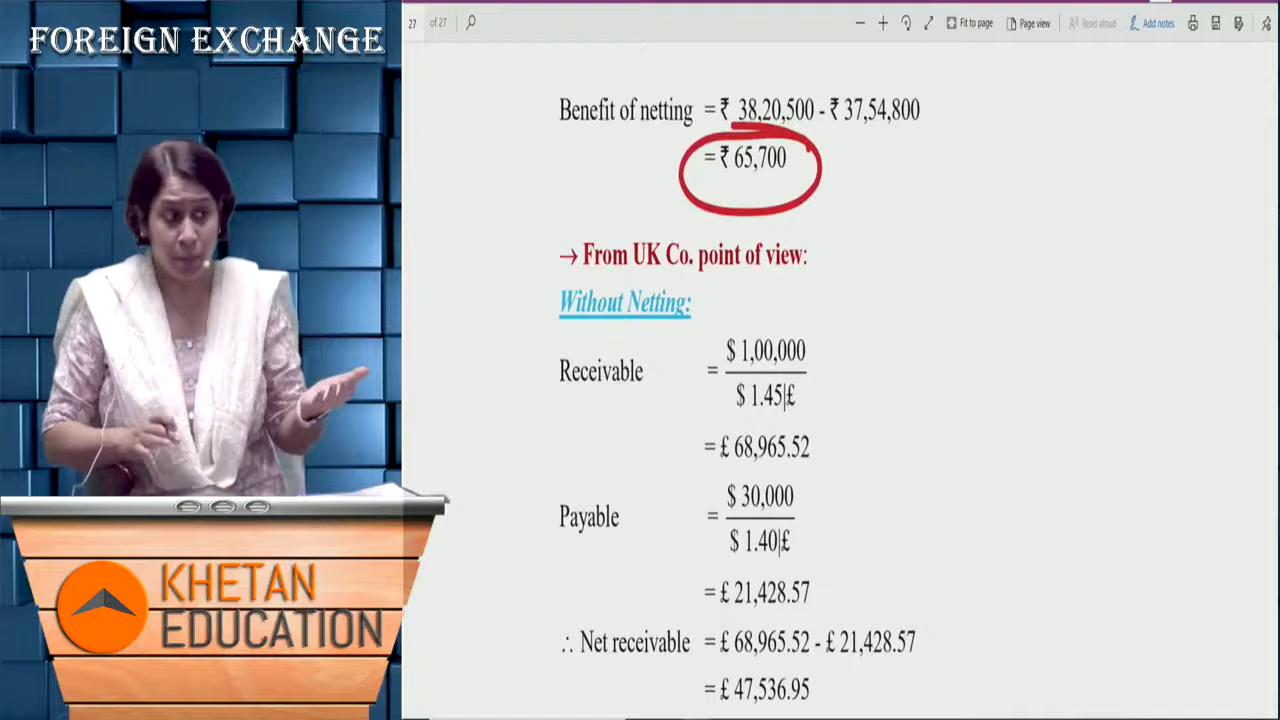 FOREIGN EXCHANGE
27 of 27
Fit to page
Page view
Read aloud
Add notes
Benefit of netting = ₹ 38,20,500 - ₹ 37,54,800
= ₹ 65,700
→ From UK Co. point of view:
Without Netting:
Receivable = $ 1,00,000
$ 1.45|£
= £ 68,965.52
Payable = $ 30,000
$ 1.40|£
= £ 21,428.57
∴ Net receivable = £ 68,965.52 - £ 21,428.57
= £ 47,536.95
KHETAN
EDUCATION